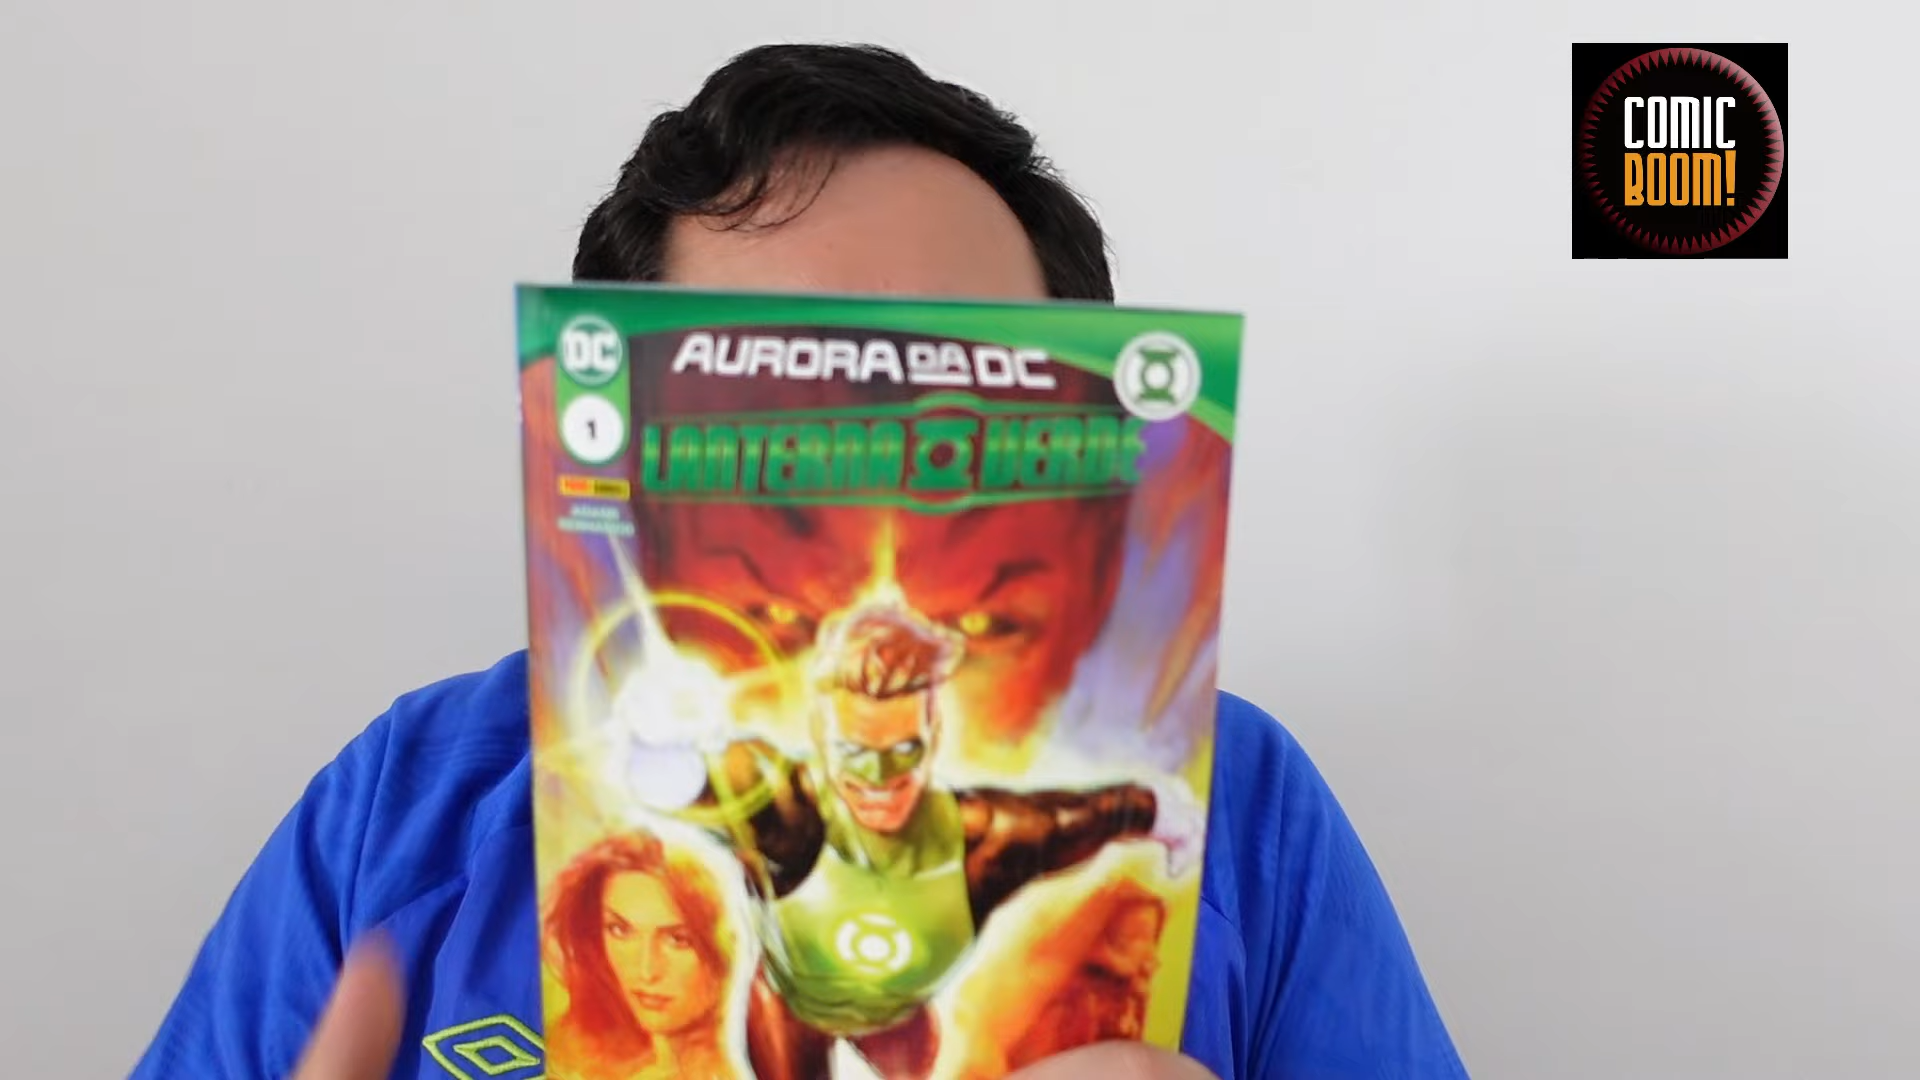 COMIC
BOOM!
DC
AURORA DA DC
1
LANTERNA VERDE